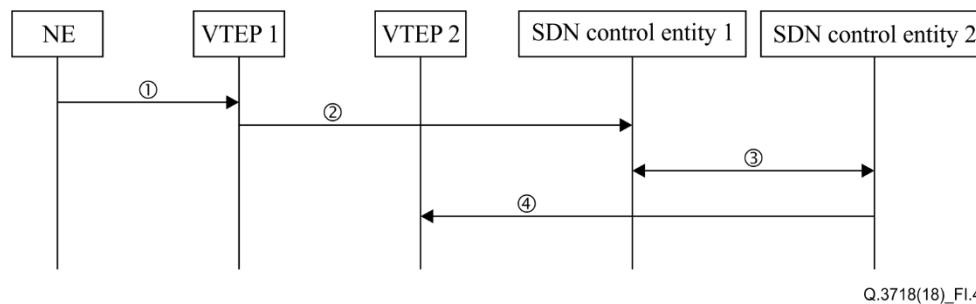 NE
VTEP 1
VTEP 2
SDN control entity 1
SDN control entity 2
①
②
③
④
Q.3718(18)_FI.4